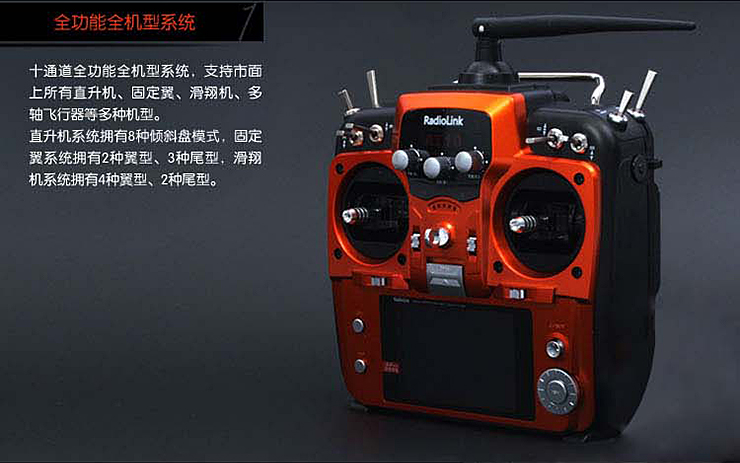 全功能全机型系统
1
十通道全功能全机型系统，支持市面
上所有直升机、固定翼、滑翔机、多
轴飞行器等多种机型。
直升机系统拥有8种倾斜盘模式，固定
翼系统拥有2种翼型、3种尾型，滑翔
机系统拥有4种翼型、2种尾型。
RadioLink